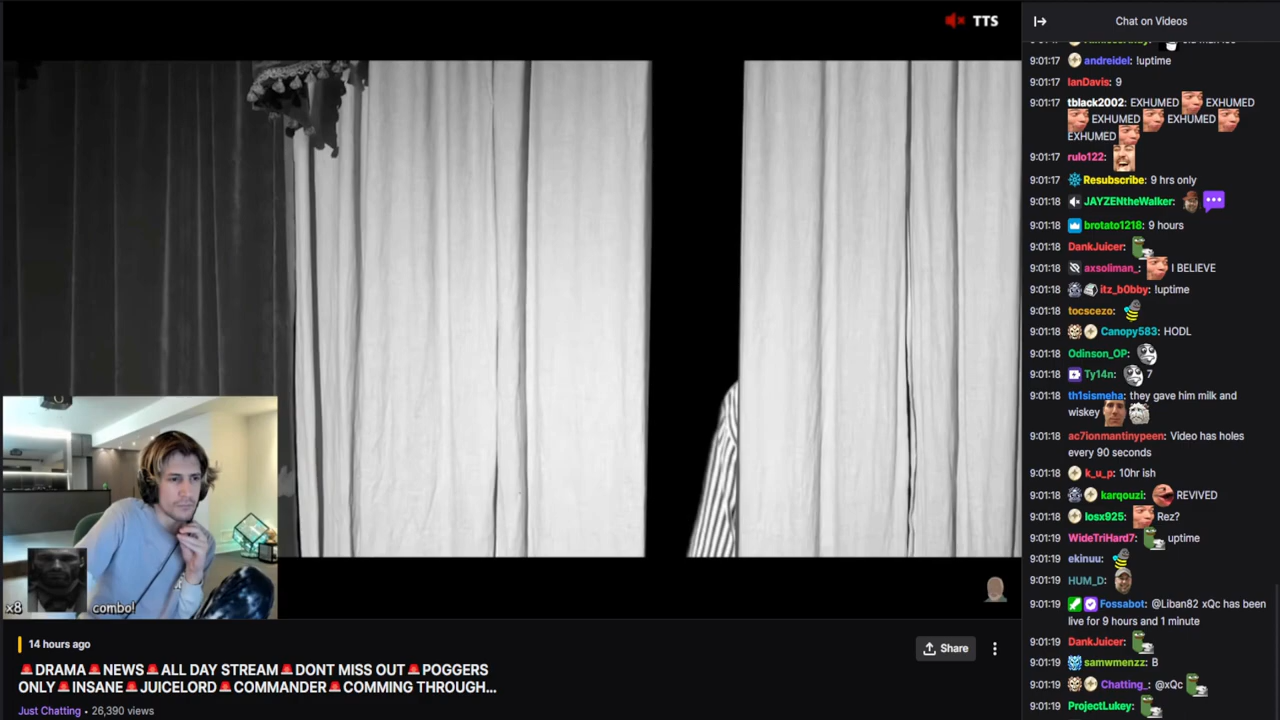 TTS
Chat on Videos
9:01:17 andreidel: !uptime
9:01:17 IanDavis: 9
9:01:17 tblack2002: EXHUMED EXHUMED
EXHUMED EXHUMED
EXHUMED
9:01:17 rulo122:
9:01:17 Resubscribe: 9 hrs only
9:01:18 JAYZENtheWalker:
9:01:18 brotato1218: 9 hours
9:01:18 DankJuicer:
9:01:18 axsoliman_: I BELIEVE
9:01:18 itz_b0bby: !uptime
9:01:18 tocscezo:
9:01:18 Canopy583: HODL
9:01:18 Odinson_OP:
9:01:18 Ty14n: 7
9:01:18 th1sismeha: they gave him milk and
wiskey
9:01:18 ac7ionmantinypeen: Video has holes
every 90 seconds
9:01:18 k_u_p: 10hr ish
9:01:18 karqouzi: REVIVED
9:01:18 losx925: Rez?
9:01:19 WideTriHard7: uptime
9:01:19 ekinuu:
9:01:19 HUM_D:
9:01:19 Fossabot: @Liban82 xQc has been
live for 9 hours and 1 minute
9:01:19 DankJuicer:
9:01:19 samwmenzz: B
9:01:19 Chatting_: @xQc
9:01:19 ProjectLukey:
x8 combo!
14 hours ago
Share
🚨DRAMA🚨NEWS🚨ALL DAY STREAM🚨DONT MISS OUT🚨POGGERS
ONLY🚨INSANE🚨JUICELORD🚨COMMANDER🚨COMMING THROUGH...
Just Chatting • 26,390 views